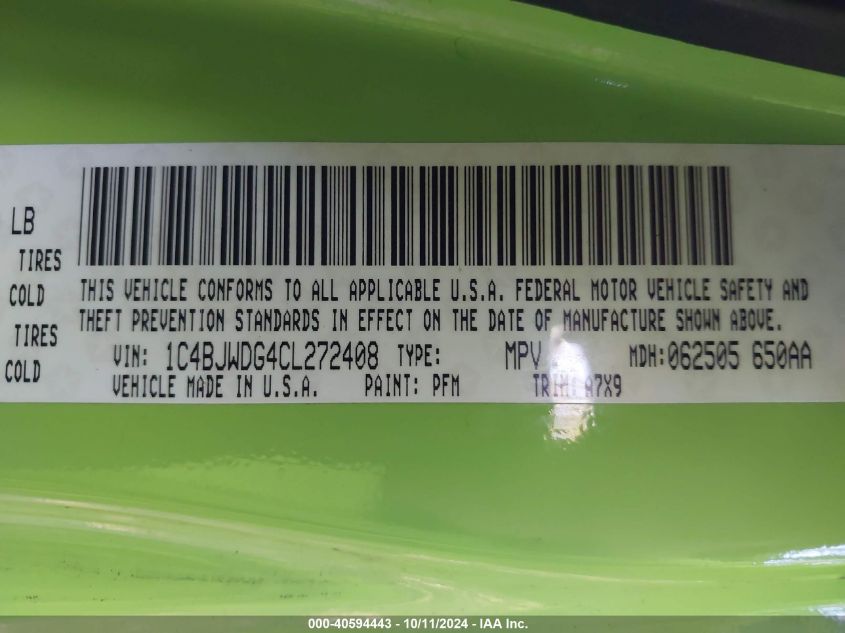 LB
TIRES
COLD
TIRES
COLD
THIS VEHICLE CONFORMS TO ALL APPLICABLE U.S.A. FEDERAL MOTOR VEHICLE SAFETY AND
THEFT PREVENTION STANDARDS IN EFFECT ON THE DATE OF MANUFACTURE SHOWN ABOVE.
VIN: 1C4BJWDG4CL272408 TYPE: MPV MDH:062505 650AA
VEHICLE MADE IN U.S.A. PAINT: PFM TRIM: A7X9
000-40594443 - 10/11/2024 - IAA Inc.